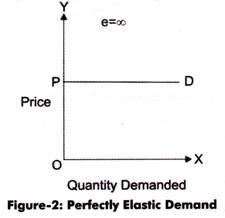 Y
e=∞
P
D
Price
O
X
Quantity Demanded
Figure-2: Perfectly Elastic Demand